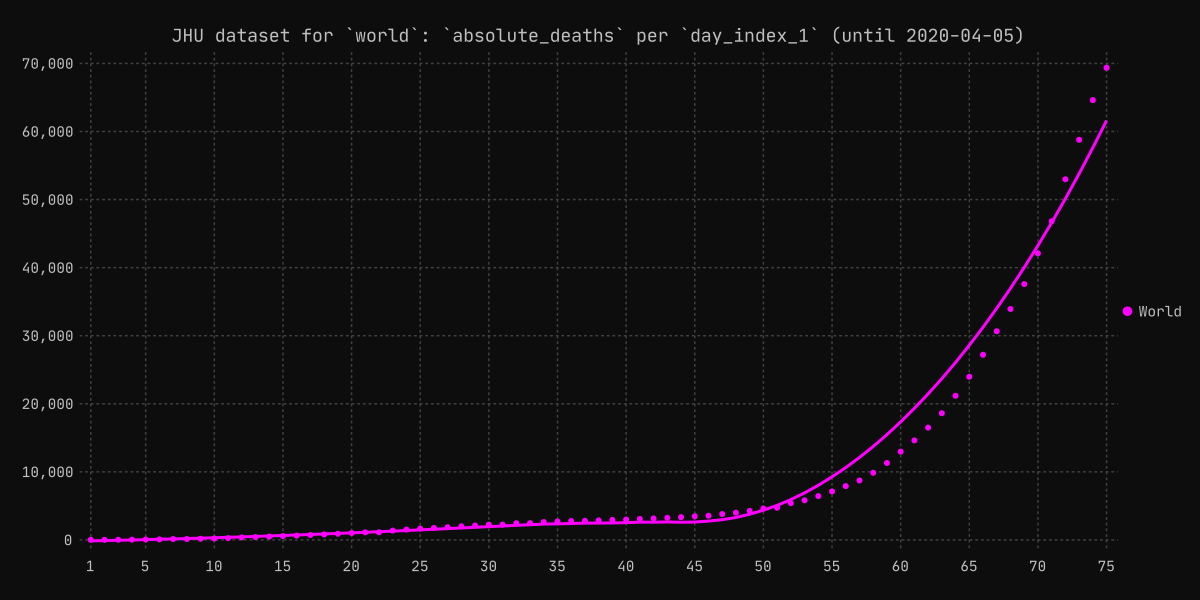 JHU dataset for `world`: `absolute_deaths` per `day_index_1` (until 2020-04-05)
70,000
60,000
50,000
40,000
30,000
20,000
10,000
0
World
1 5 10 15 20 25 30 35 40 45 50 55 60 65 70 75